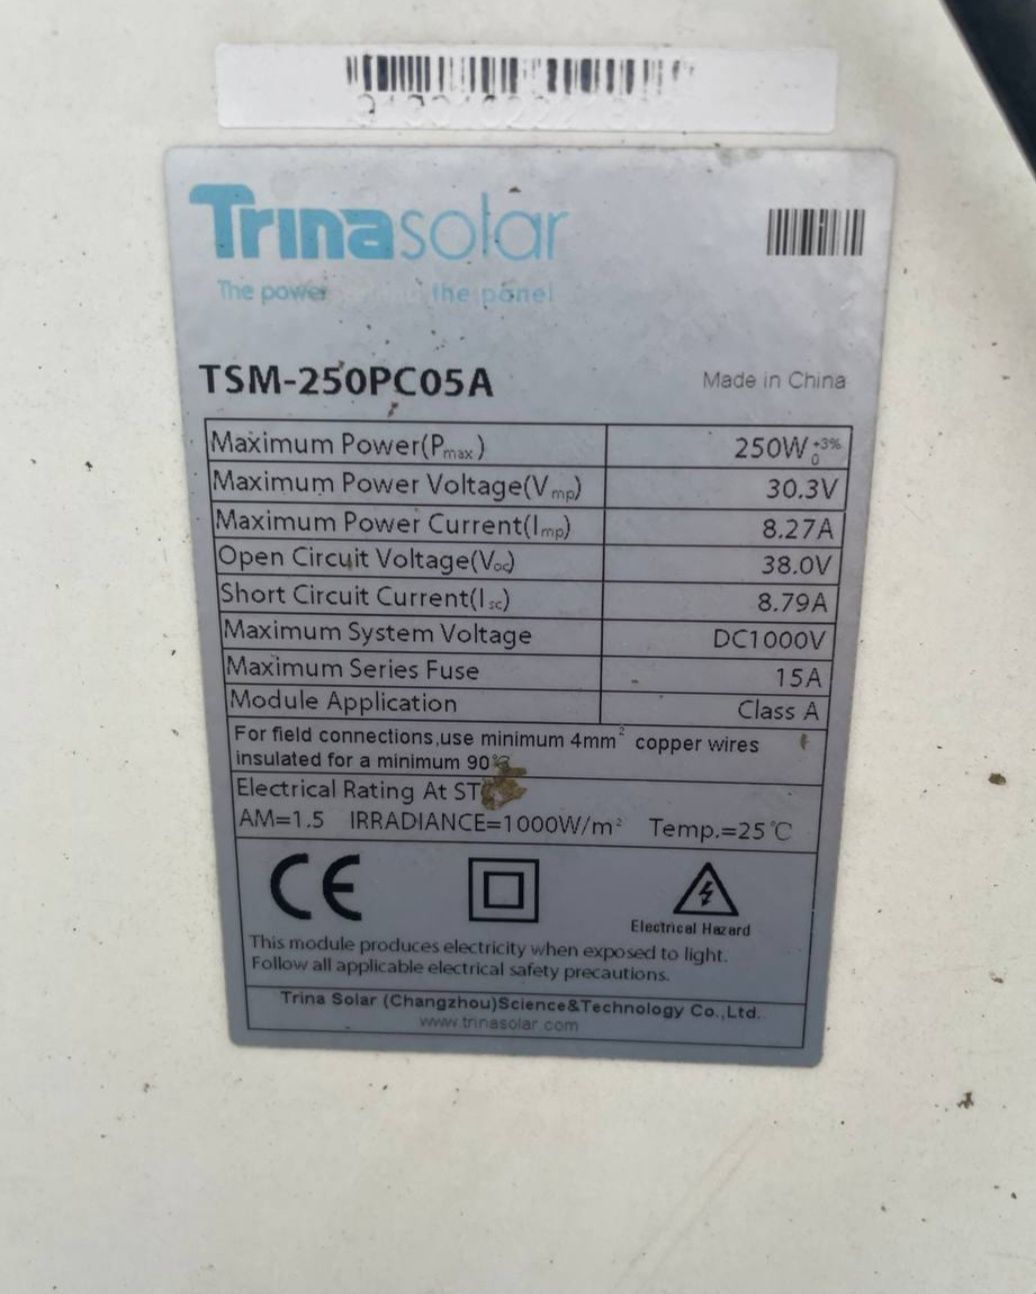 Trinasolar
The power the panel
TSM-250PC05A
Made in China
Maximum Power(Pmax) 250W +3% 0
Maximum Power Voltage(Vmp) 30.3V
Maximum Power Current(Imp) 8.27A
Open Circuit Voltage(Voc) 38.0V
Short Circuit Current(Isc) 8.79A
Maximum System Voltage DC1000V
Maximum Series Fuse 15A
Module Application Class A
For field connections,use minimum 4mm² copper wires
insulated for a minimum 90℃
Electrical Rating At
AM=1.5 IRRADIANCE=1000W/m² Temp.=25℃
CE
Electrical Hazard
This module produces electricity when exposed to light.
Follow all applicable electrical safety precautions.
Trina Solar (Changzhou)Science&Technology Co.,Ltd.
www.trinasolar.com